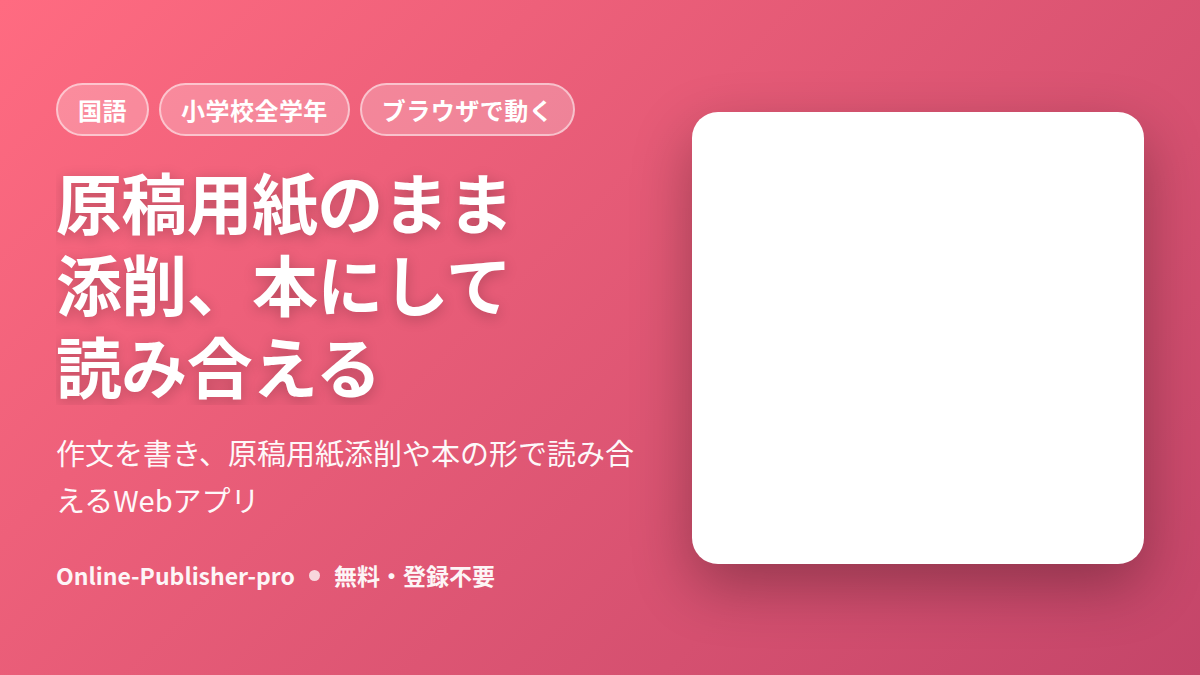 国語
小学校全学年
ブラウザで動く
原稿用紙のまま
添削、本にして
読み合える
作文を書き、原稿用紙添削や本の形で読み合
えるWebアプリ
Online-Publisher-pro ● 無料・登録不要